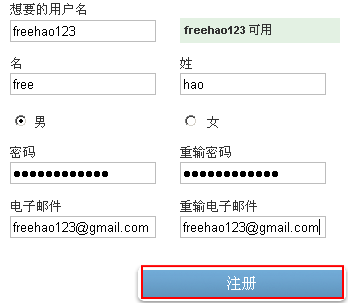 想要的用户名
freehao123
freehao123 可用
名 姓
free hao
男 女
密码 重输密码
●●●●●●●●●●●● ●●●●●●●●●●●●
电子邮件 重输电子邮件
freehao123@gmail.com freehao123@gmail.com
注册